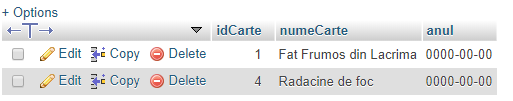 + Options
idCarte numeCarte anul
Edit Copy Delete 1 Fat Frumos din Lacrima 0000-00-00
Edit Copy Delete 4 Radacine de foc 0000-00-00